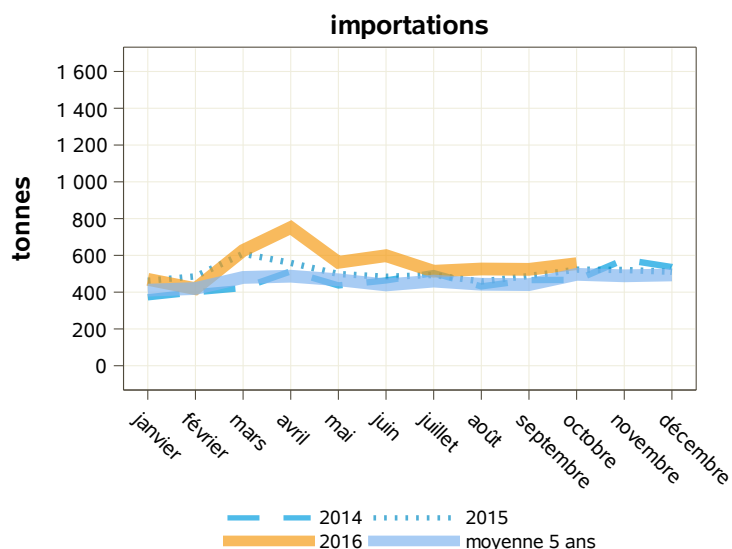 importations
tonnes
1 600
1 400
1 200
1 000
800
600
400
200
0
janvier
février
mars
avril
mai
juin
juillet
août
septembre
octobre
novembre
décembre
2014
2015
2016
moyenne 5 ans